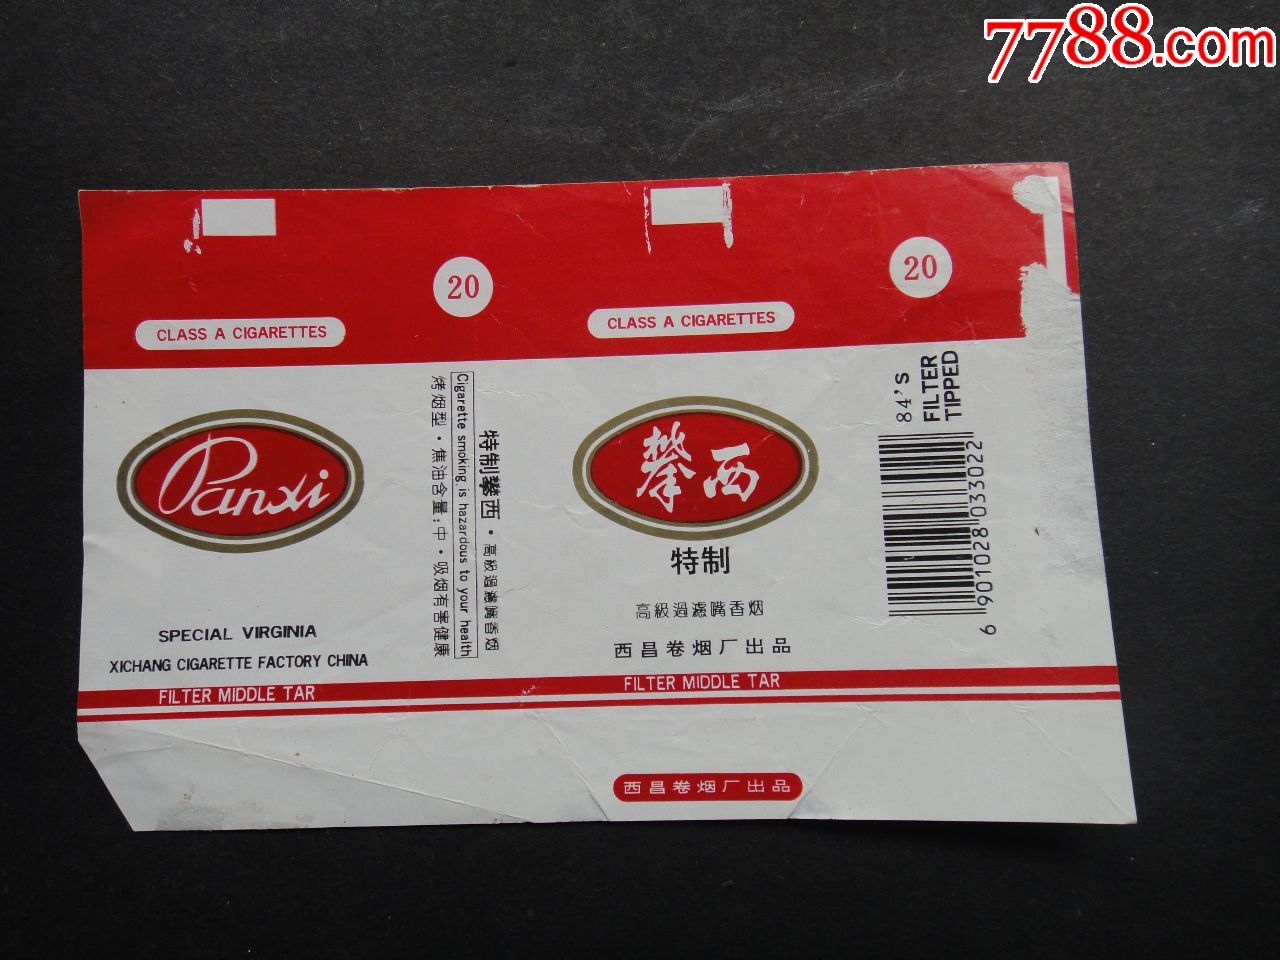 7788.com
20
20
CLASS A CIGARETTES
CLASS A CIGARETTES
Panxi
SPECIAL VIRGINIA
XICHANG CIGARETTE FACTORY CHINA
FILTER MIDDLE TAR
烤烟型·焦油含量:中·吸烟有害健康
Cigarette smoking is hazardous to your health
特制攀西·高級過濾嘴香烟
攀西
特制
高級過濾嘴香烟
西昌卷烟厂出品
FILTER MIDDLE TAR
西昌卷烟厂出品
84's
FILTER
TIPPED
6 901028 033022